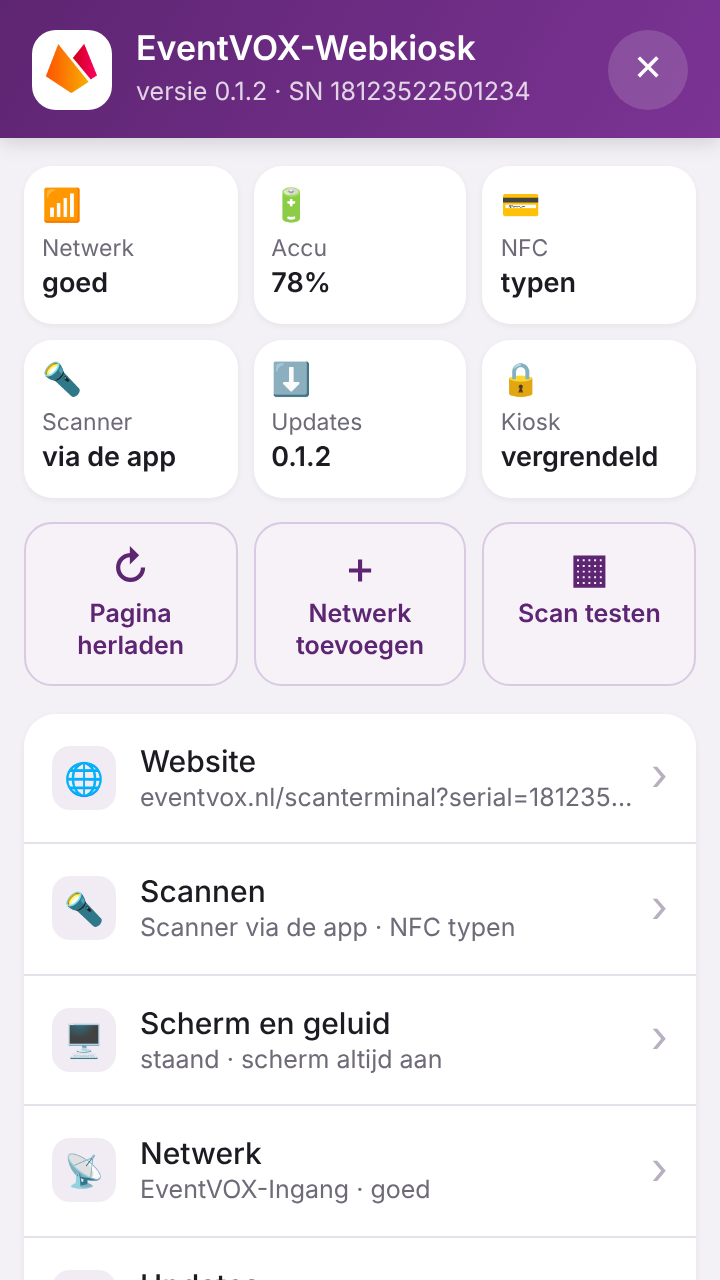 EventVOX-Webkiosk
versie 0.1.2 · SN 18123522501234
Netwerk
goed
Accu
78%
NFC
typen
Scanner
via de app
Updates
0.1.2
Kiosk
vergrendeld
Pagina
herladen
Netwerk
toevoegen
Scan testen
Website
eventvox.nl/scanterminal?serial=181235...
Scannen
Scanner via de app · NFC typen
Scherm en geluid
staand · scherm altijd aan
Netwerk
EventVOX-Ingang · goed